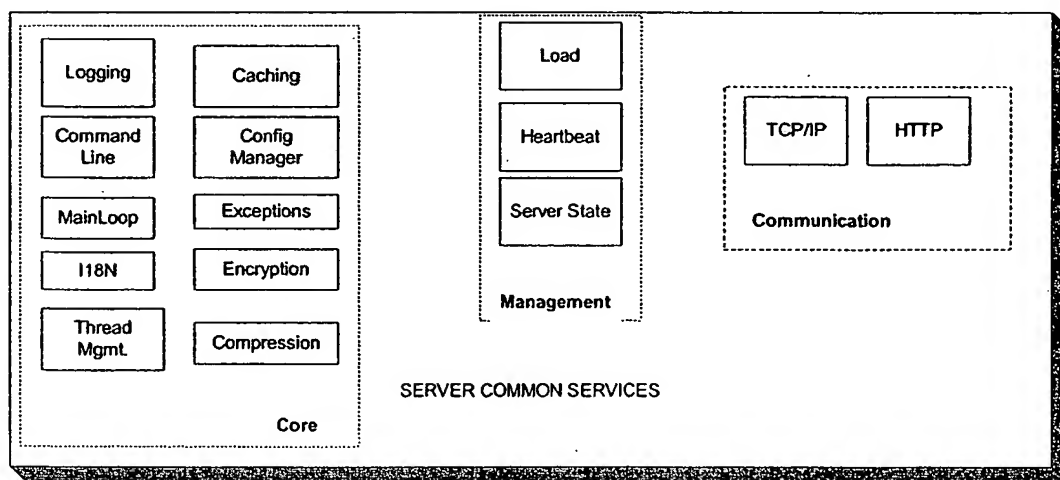 Logging
Caching
Command
Line
Config
Manager
MainLoop
Exceptions
I18N
Encryption
Thread
Mgmt.
Compression
Core
Load
Heartbeat
Server State
Management
TCP/IP
HTTP
Communication
SERVER COMMON SERVICES